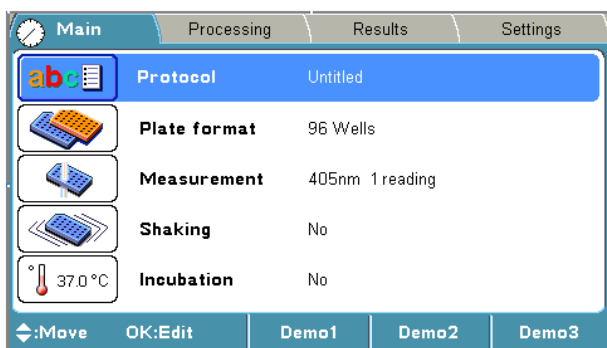 Main Processing Results Settings
abc Protocol Untitled
Plate format 96 Wells
Measurement 405nm 1 reading
Shaking No
37.0°C Incubation No
:Move OK:Edit Demo1 Demo2 Demo3